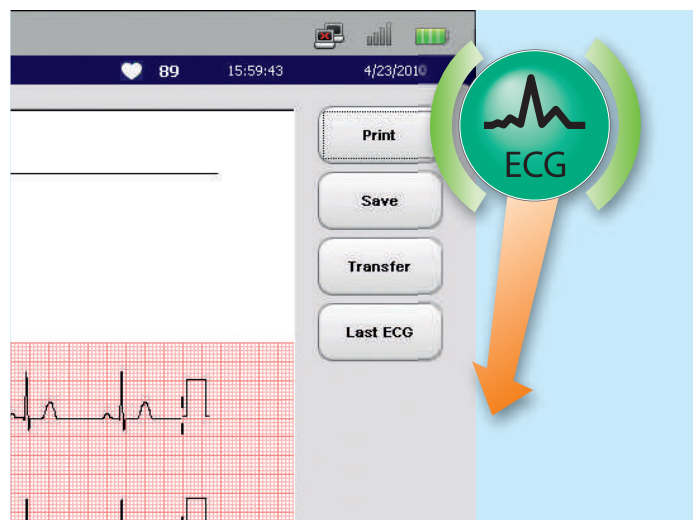 89 15:59:43 4/23/2010
Print
ECG
Save
Transfer
Last ECG